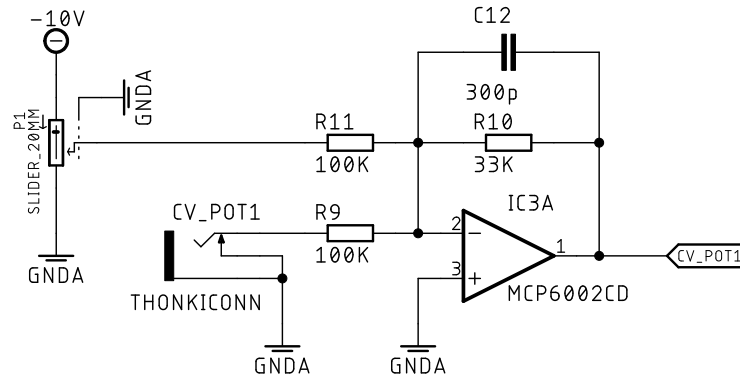 -10V
C12
GNDA
300p
P1
SLIDER_20MM
R11
R10
100K
33K
CV_POT1
R9
IC3A
2
100K
1
CV_POT1
3
THONKICONN
MCP6002CD
GNDA
GNDA
GNDA